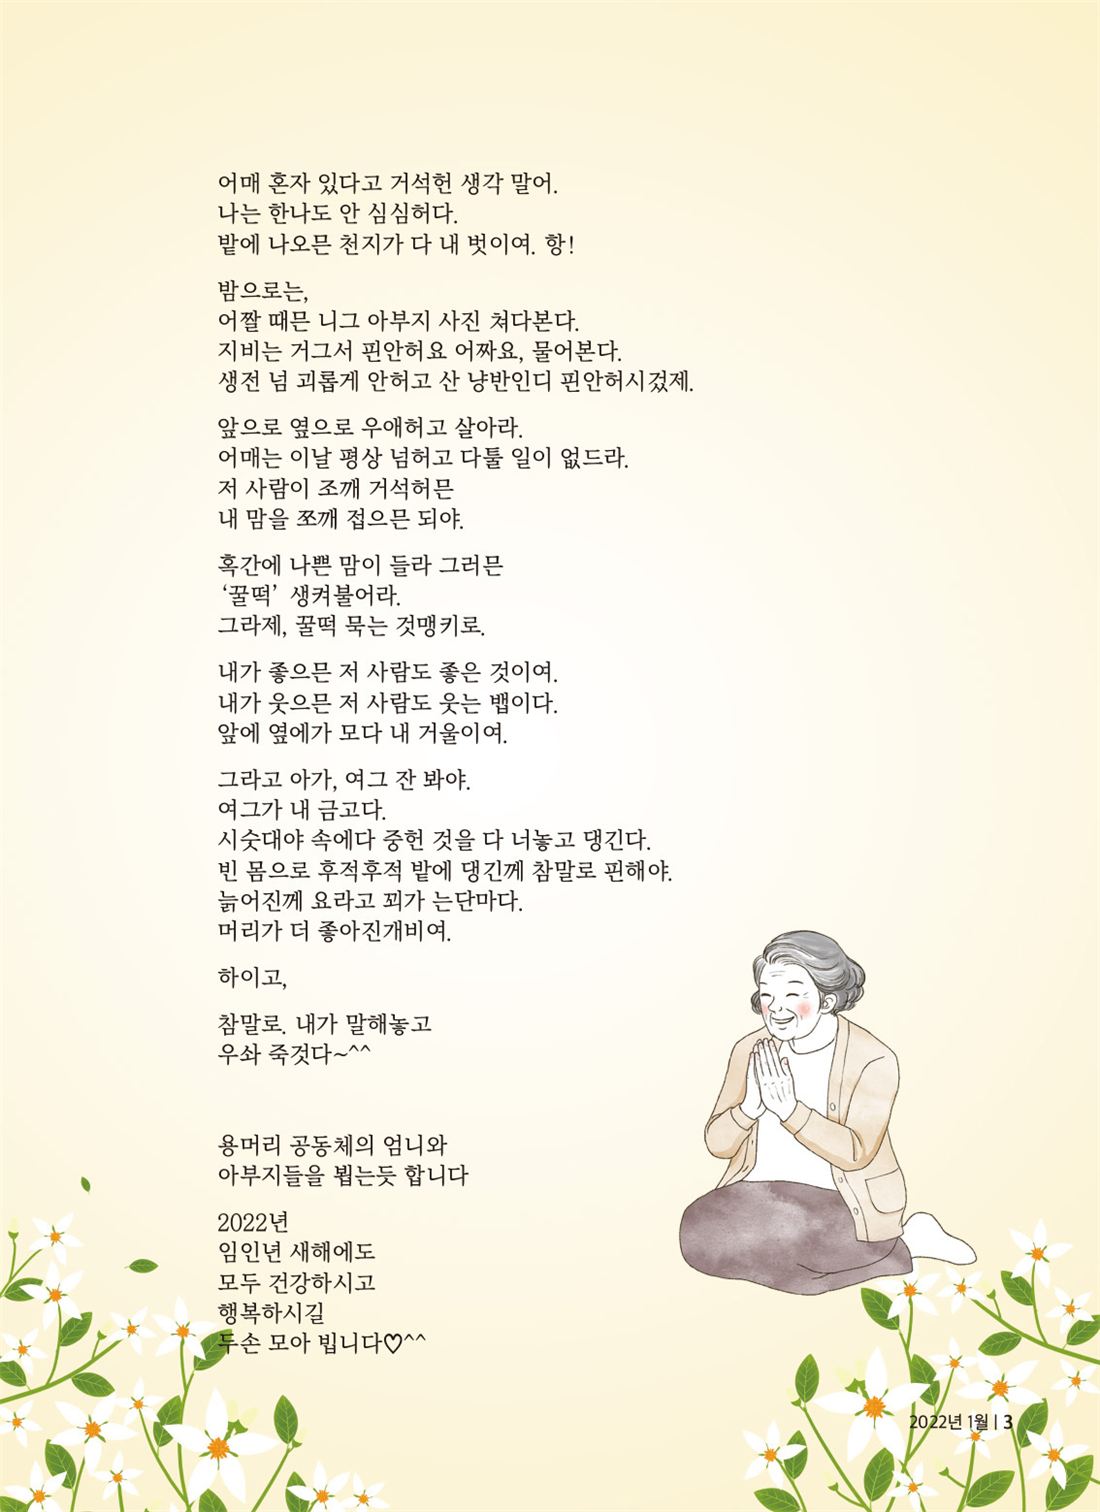 어매 혼자 있다고 거석헌 생각 말어.
나는 한나도 안 심심허다.
밭에 나오믄 천지가 다 내 벗이여. 항!
밤으로는,
어짤 때믄 니그 아부지 사진 쳐다본다.
지비는 거그서 핀안허요 어짜요, 물어본다.
생전 넘 괴롭게 안허고 산 냥반인디 핀안허시겄제.
앞으로 옆으로 우애허고 살아라.
어매는 이날 평상 넘허고 다툴 일이 없드라.
저 사람이 조깨 거석허믄
내 맘을 쪼깨 접으믄 되야.
혹간에 나쁜 맘이 들라 그러믄
‘꿀떡’ 생켜불어라.
그라제, 꿀떡 묵는 것맹키로.
내가 좋으믄 저 사람도 좋은 것이여.
내가 웃으믄 저 사람도 웃는 뱁이다.
앞에 옆에가 모다 내 거울이여.
그라고 아가, 여그 잔 봐야.
여그가 내 금고다.
시숫대야 속에다 중헌 것을 다 너놓고 댕긴다.
빈 몸으로 후적후적 밭에 댕긴께 참말로 핀해야.
늙어진께 요라고 꾀가 는단마다.
머리가 더 좋아진개비여.
하이고,
참말로. 내가 말해놓고
우솨 죽것다~^^
용머리 공동체의 엄니와
아부지들을 뵙는듯 합니다
2022년
임인년 새해에도
모두 건강하시고
행복하시길
두손 모아 빕니다♡^^
2022년 1월 | 3